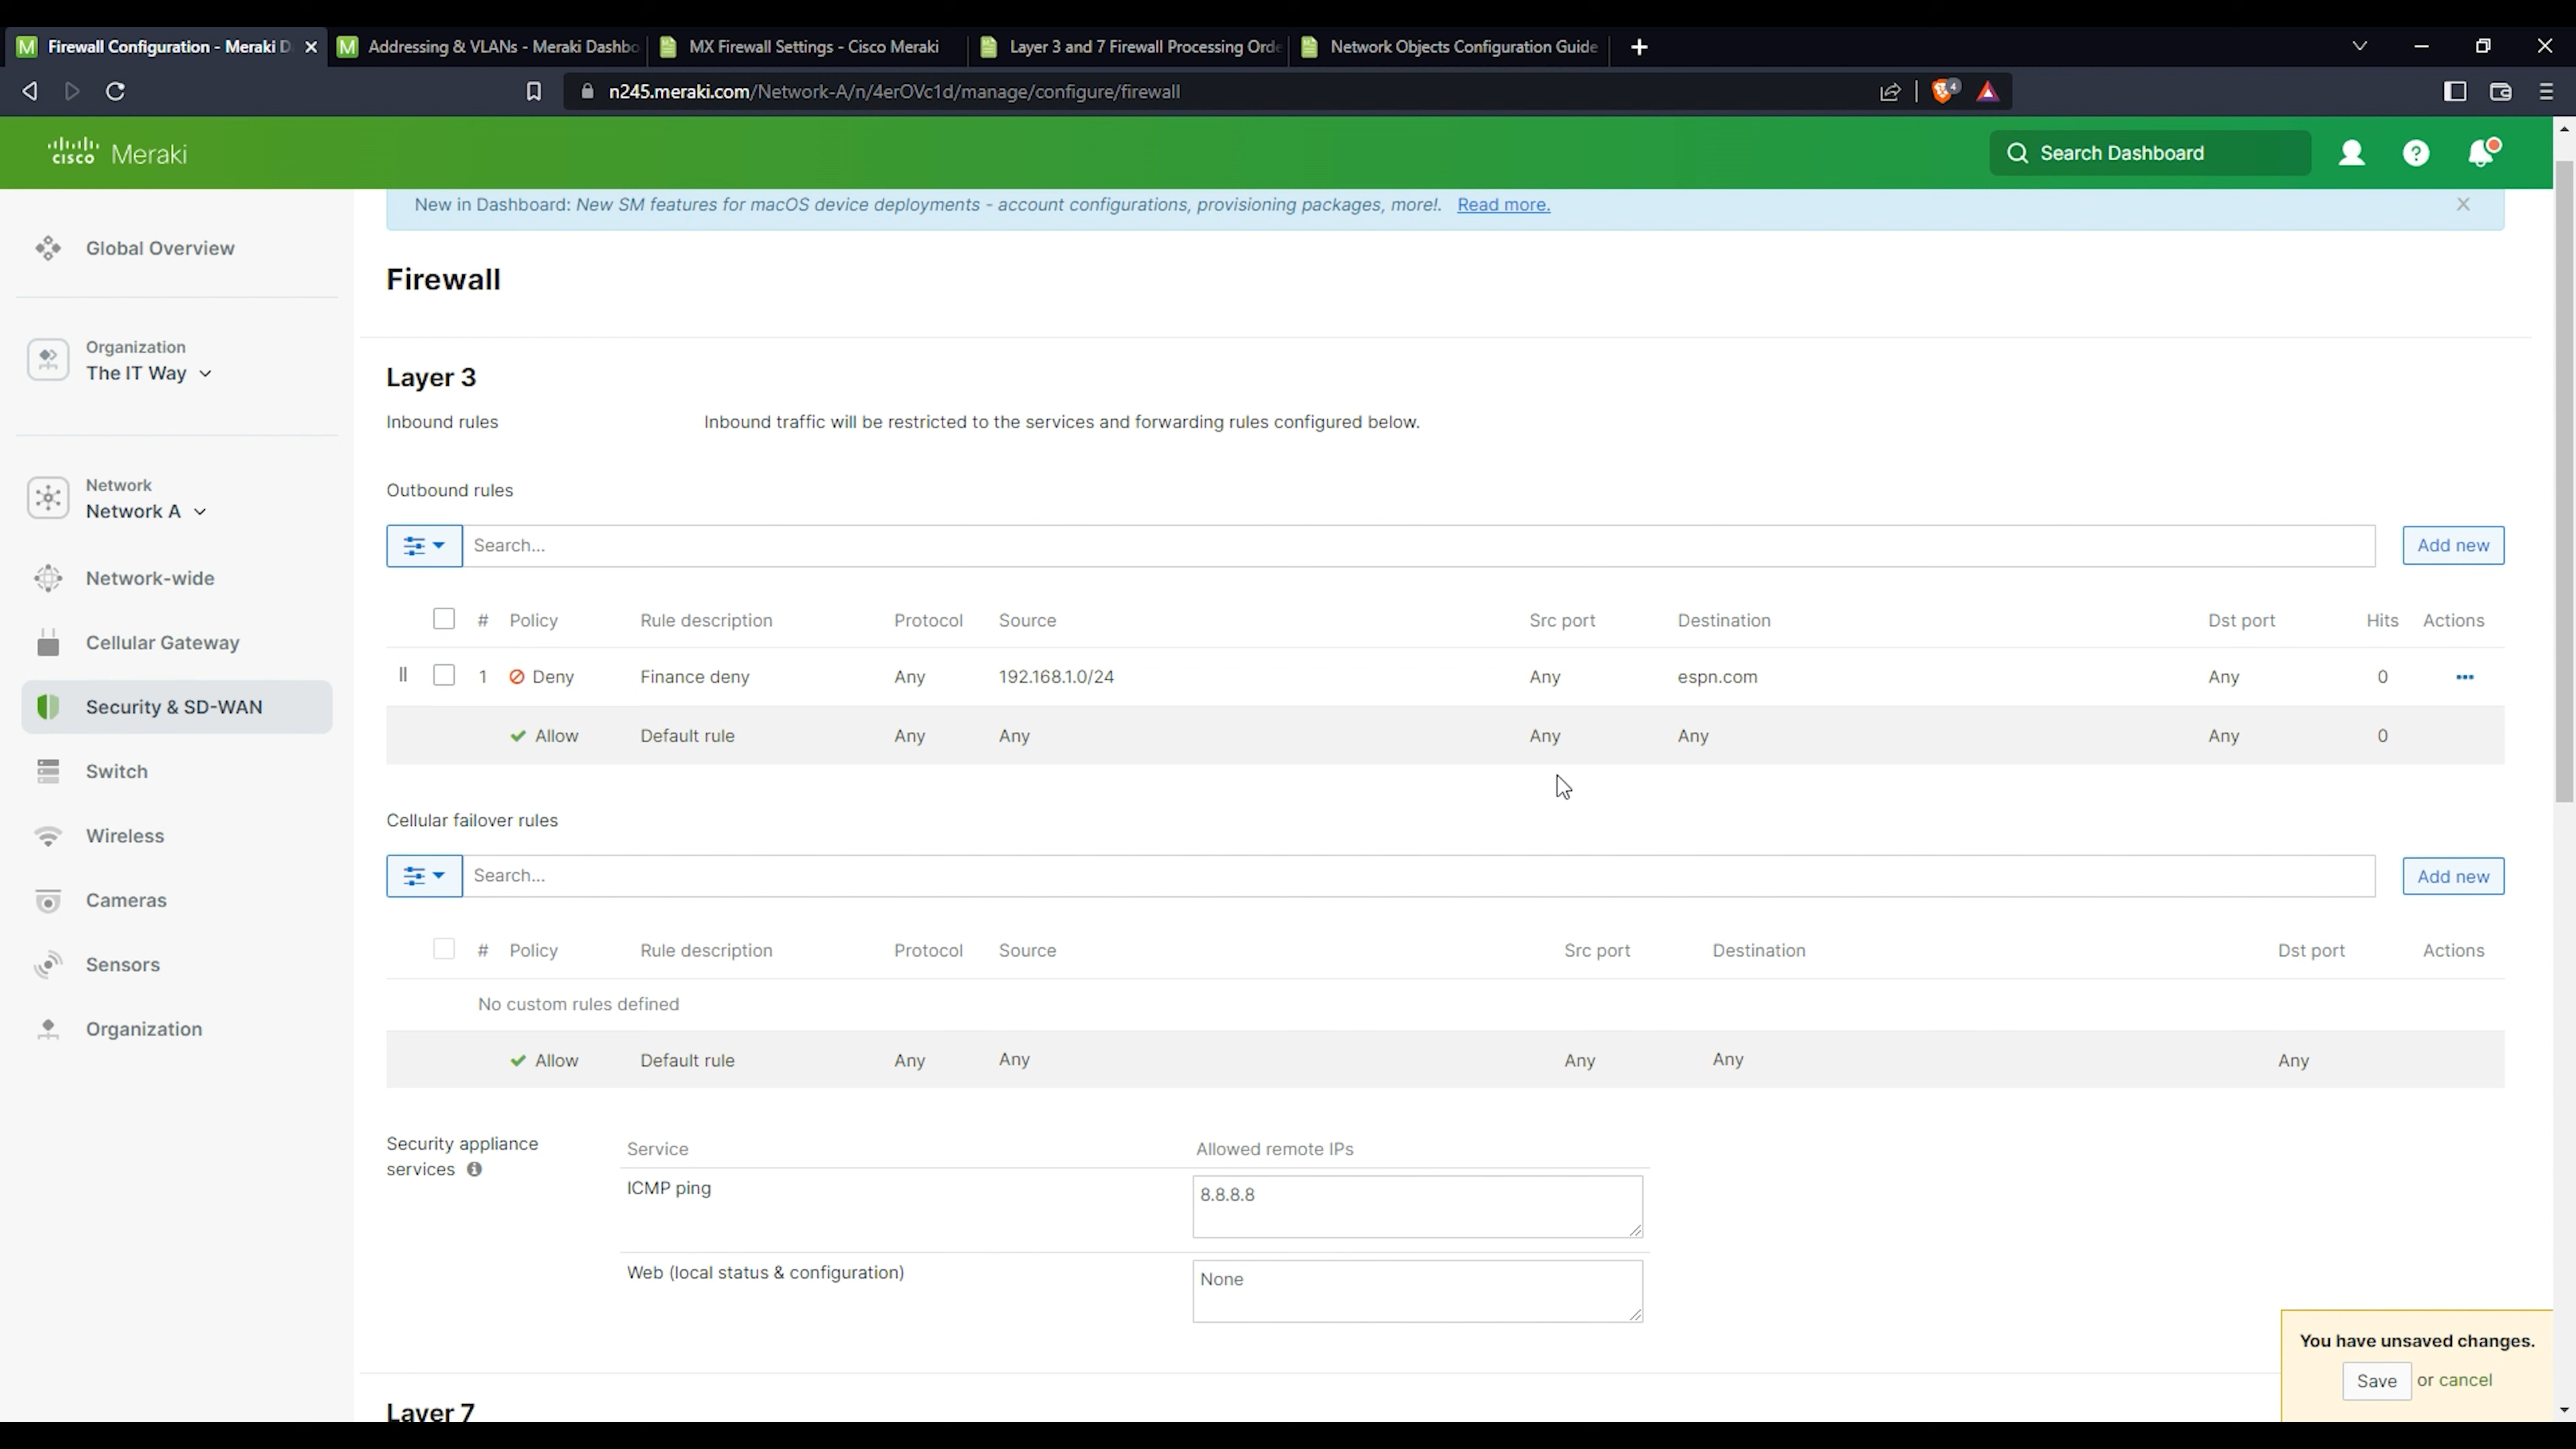 Firewall Configuration - Meraki D
Addressing & VLANs - Meraki Dashbo
MX Firewall Settings - Cisco Meraki
Layer 3 and 7 Firewall Processing Orde
Network Objects Configuration Guide
n245.meraki.com/Network-A/n/4erOVc1d/manage/configure/firewall
4
cisco Meraki
Search Dashboard
New in Dashboard: New SM features for macOS device deployments - account configurations, provisioning packages, more!. Read more.
Global Overview
Organization
The IT Way
Network
Network A
Network-wide
Cellular Gateway
Security & SD-WAN
Switch
Wireless
Cameras
Sensors
Organization
Firewall
Layer 3
Inbound rules Inbound traffic will be restricted to the services and forwarding rules configured below.
Outbound rules
Search... Add new
# Policy Rule description Protocol Source Src port Destination Dst port Hits Actions
1 Deny Finance deny Any 192.168.1.0/24 Any espn.com Any 0
Allow Default rule Any Any Any Any Any 0
Cellular failover rules
Search... Add new
# Policy Rule description Protocol Source Src port Destination Dst port Actions
No custom rules defined
Allow Default rule Any Any Any Any Any
Security appliance
services
Service Allowed remote IPs
ICMP ping 8.8.8.8
Web (local status & configuration) None
You have unsaved changes.
Save or cancel
Layer 7